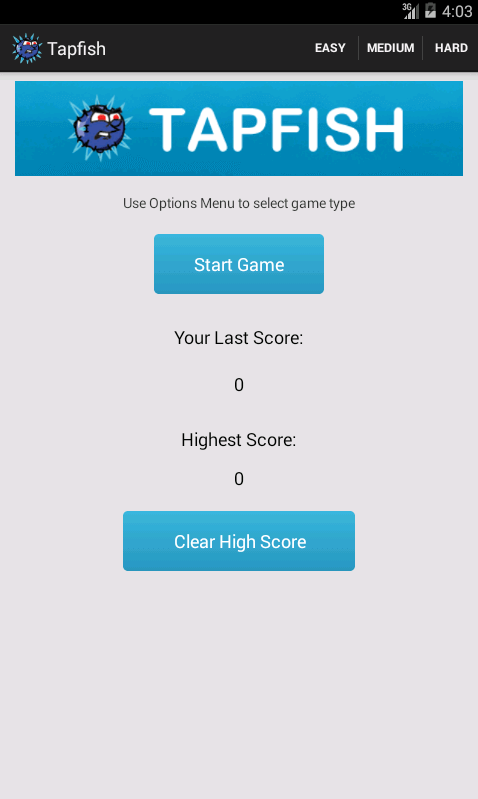 3G 4:03
Tapfish EASY MEDIUM HARD
TAPFISH
Use Options Menu to select game type
Start Game
Your Last Score:
0
Highest Score:
0
Clear High Score